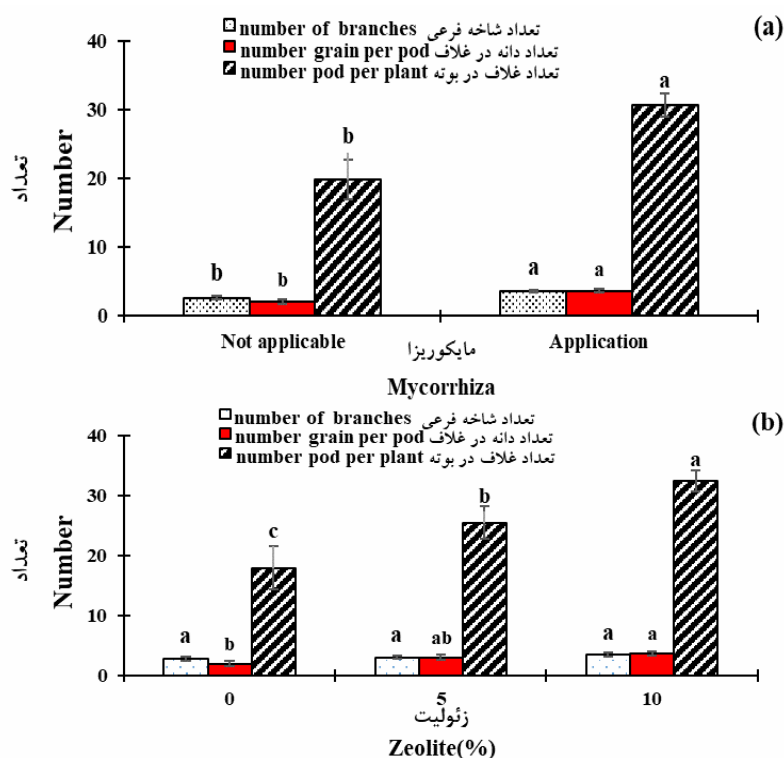 (a)
number of branches تعداد شاخه فرعی
number grain per pod تعداد دانه در غلاف
number pod per plant تعداد غلاف در بوته
40
30
20
10
0
تعداد
Number
b
b
b
a
a
a
Not applicable
مایکوریزا
Application
Mycorrhiza
(b)
number of branches تعداد شاخه فرعی
number grain per pod تعداد دانه در غلاف
number pod per plant تعداد غلاف در بوته
40
30
20
10
0
تعداد
Number
a
b
c
a
ab
b
a
a
a
0
5
10
زئولیت
Zeolite(%)